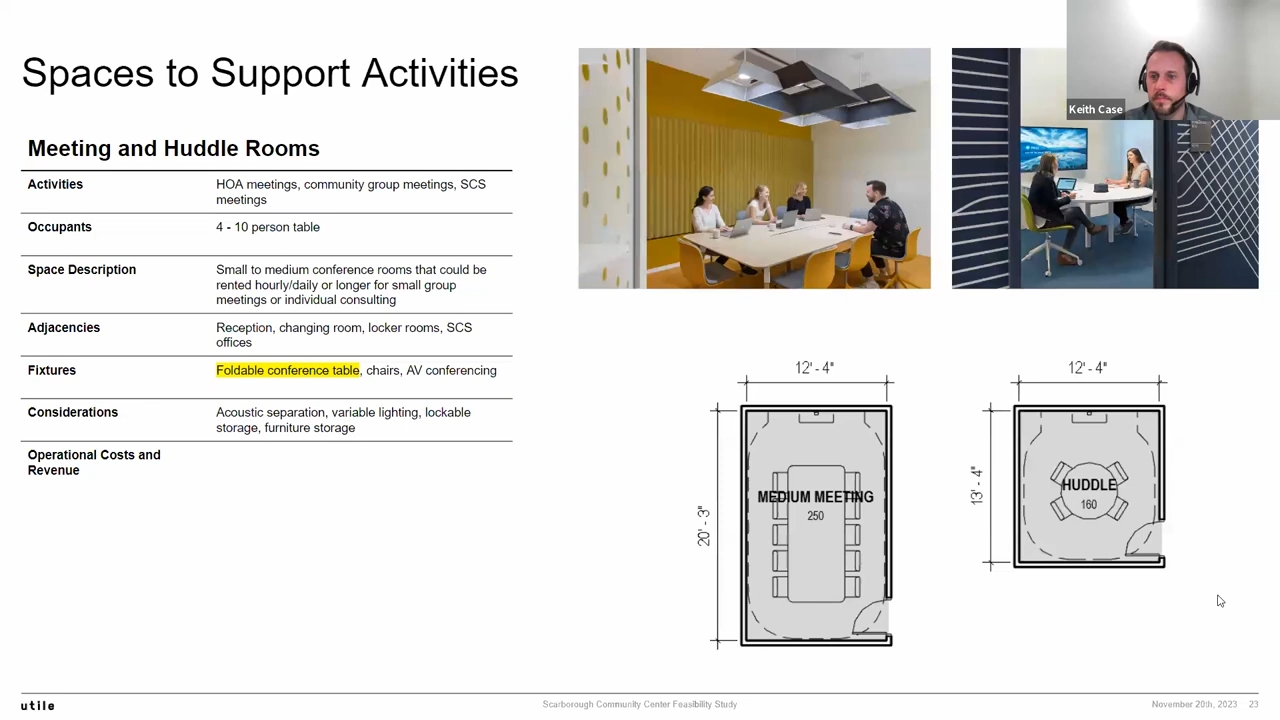 Spaces to Support Activities
Keith Case
Meeting and Huddle Rooms
Activities
HOA meetings, community group meetings, SCS
meetings
Occupants
4 - 10 person table
Space Description
Small to medium conference rooms that could be
rented hourly/daily or longer for small group
meetings or individual consulting
Adjacencies
Reception, changing room, locker rooms, SCS
offices
Fixtures
Foldable conference table, chairs, AV conferencing
Considerations
Acoustic separation, variable lighting, lockable
storage, furniture storage
Operational Costs and
Revenue
12' - 4"
20' - 3"
MEDIUM MEETING
250
12' - 4"
13' - 4"
HUDDLE
160
utile
Scarborough Community Center Feasibility Study
November 20th, 2023 23